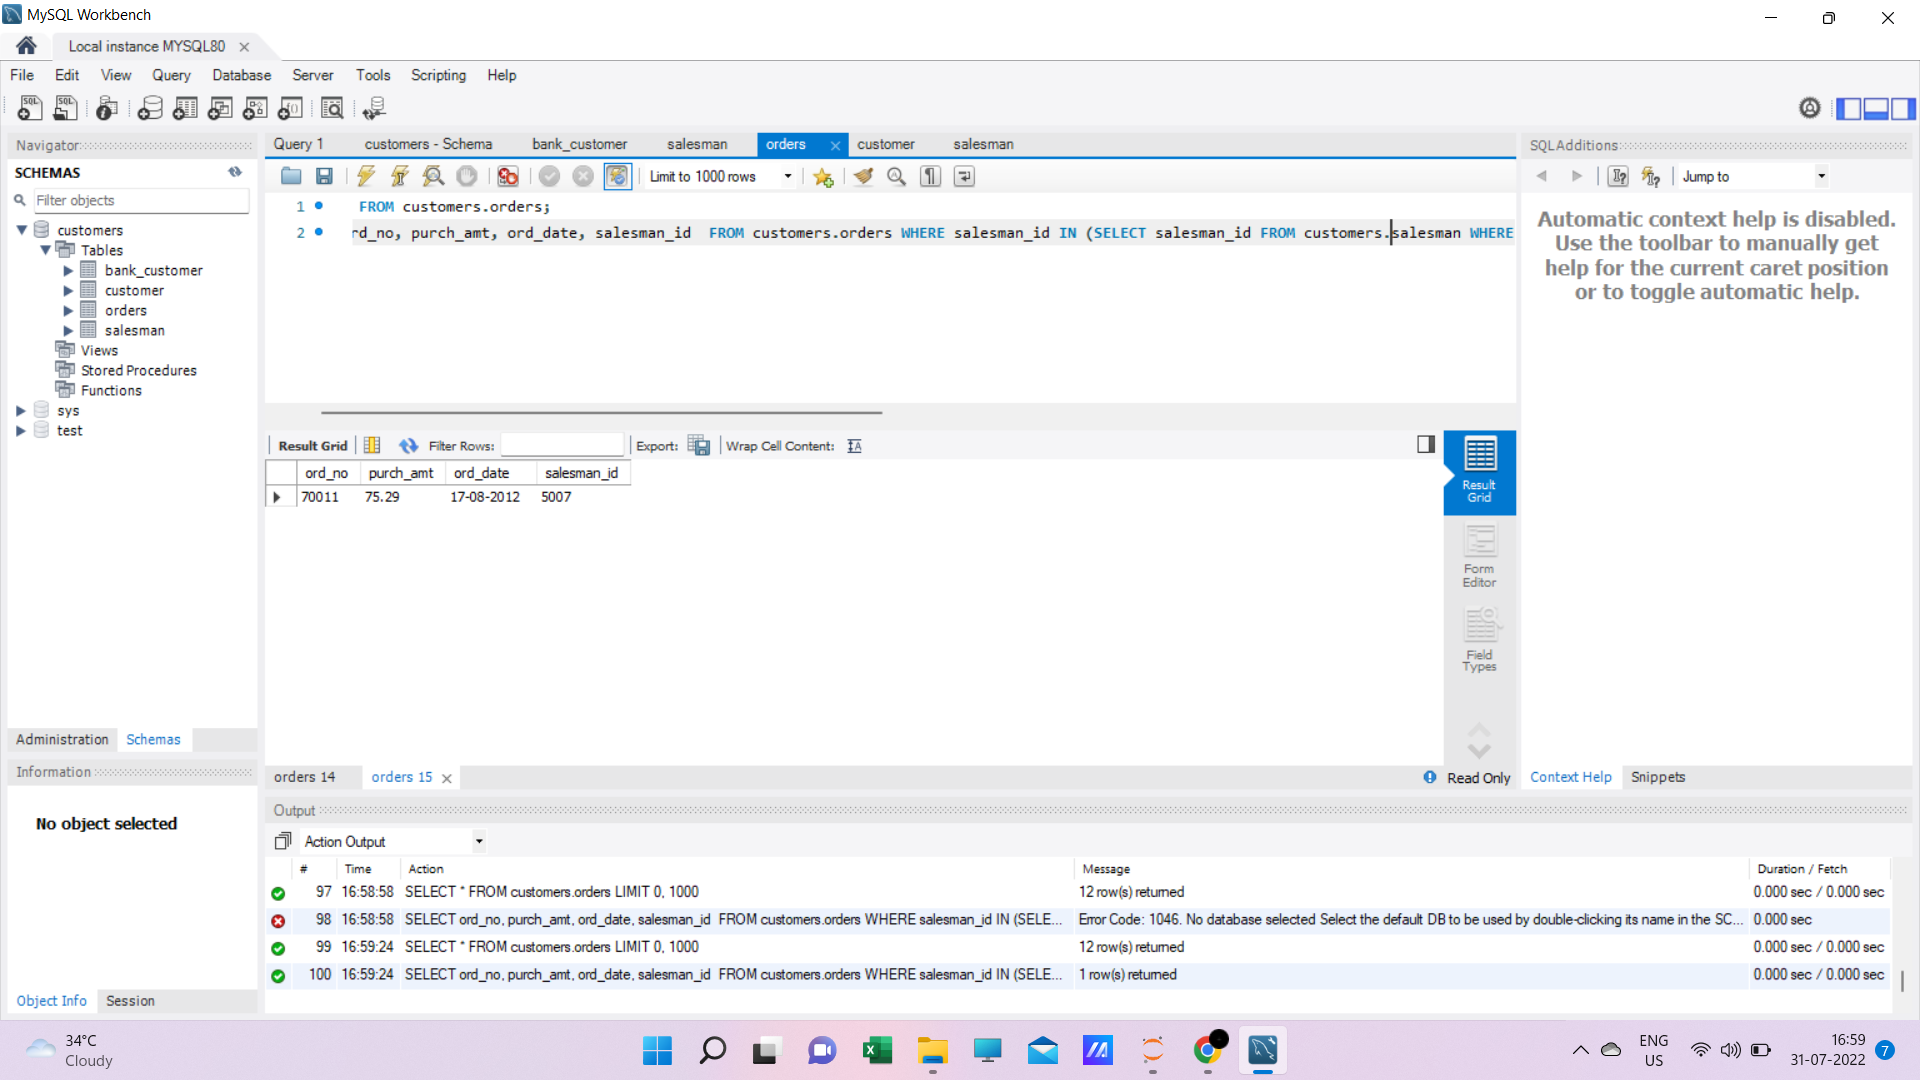 MySQL Workbench
Local instance MYSQL80
File Edit View Query Database Server Tools Scripting Help
Navigator
SCHEMAS
Filter objects
customers
Tables
bank_customer
customer
orders
salesman
Views
Stored Procedures
Functions
sys
test
Administration Schemas
Information
No object selected
Object Info Session
Query 1 customers - Schema bank_customer salesman orders customer salesman
Limit to 1000 rows
1 FROM customers.orders;
2 rd_no, purch_amt, ord_date, salesman_id FROM customers.orders WHERE salesman_id IN (SELECT salesman_id FROM customers.salesman WHERE
Result Grid Filter Rows: Export: Wrap Cell Content:
ord_no purch_amt ord_date salesman_id
70011 75.29 17-08-2012 5007
Result
Grid
Form
Editor
Field
Types
orders 14 orders 15 Read Only
SQLAdditions
Jump to
Automatic context help is disabled.
Use the toolbar to manually get
help for the current caret position
or to toggle automatic help.
Context Help Snippets
Output
Action Output
# Time Action Message Duration / Fetch
97 16:58:58 SELECT * FROM customers.orders LIMIT 0, 1000 12 row(s) returned 0.000 sec / 0.000 sec
98 16:58:58 SELECT ord_no, purch_amt, ord_date, salesman_id FROM customers.orders WHERE salesman_id IN (SELE... Error Code: 1046. No database selected Select the default DB to be used by double-clicking its name in the SC... 0.000 sec
99 16:59:24 SELECT * FROM customers.orders LIMIT 0, 1000 12 row(s) returned 0.000 sec / 0.000 sec
100 16:59:24 SELECT ord_no, purch_amt, ord_date, salesman_id FROM customers.orders WHERE salesman_id IN (SELE... 1 row(s) returned 0.000 sec / 0.000 sec
34°C
Cloudy
ENG
US
16:59
31-07-2022
7